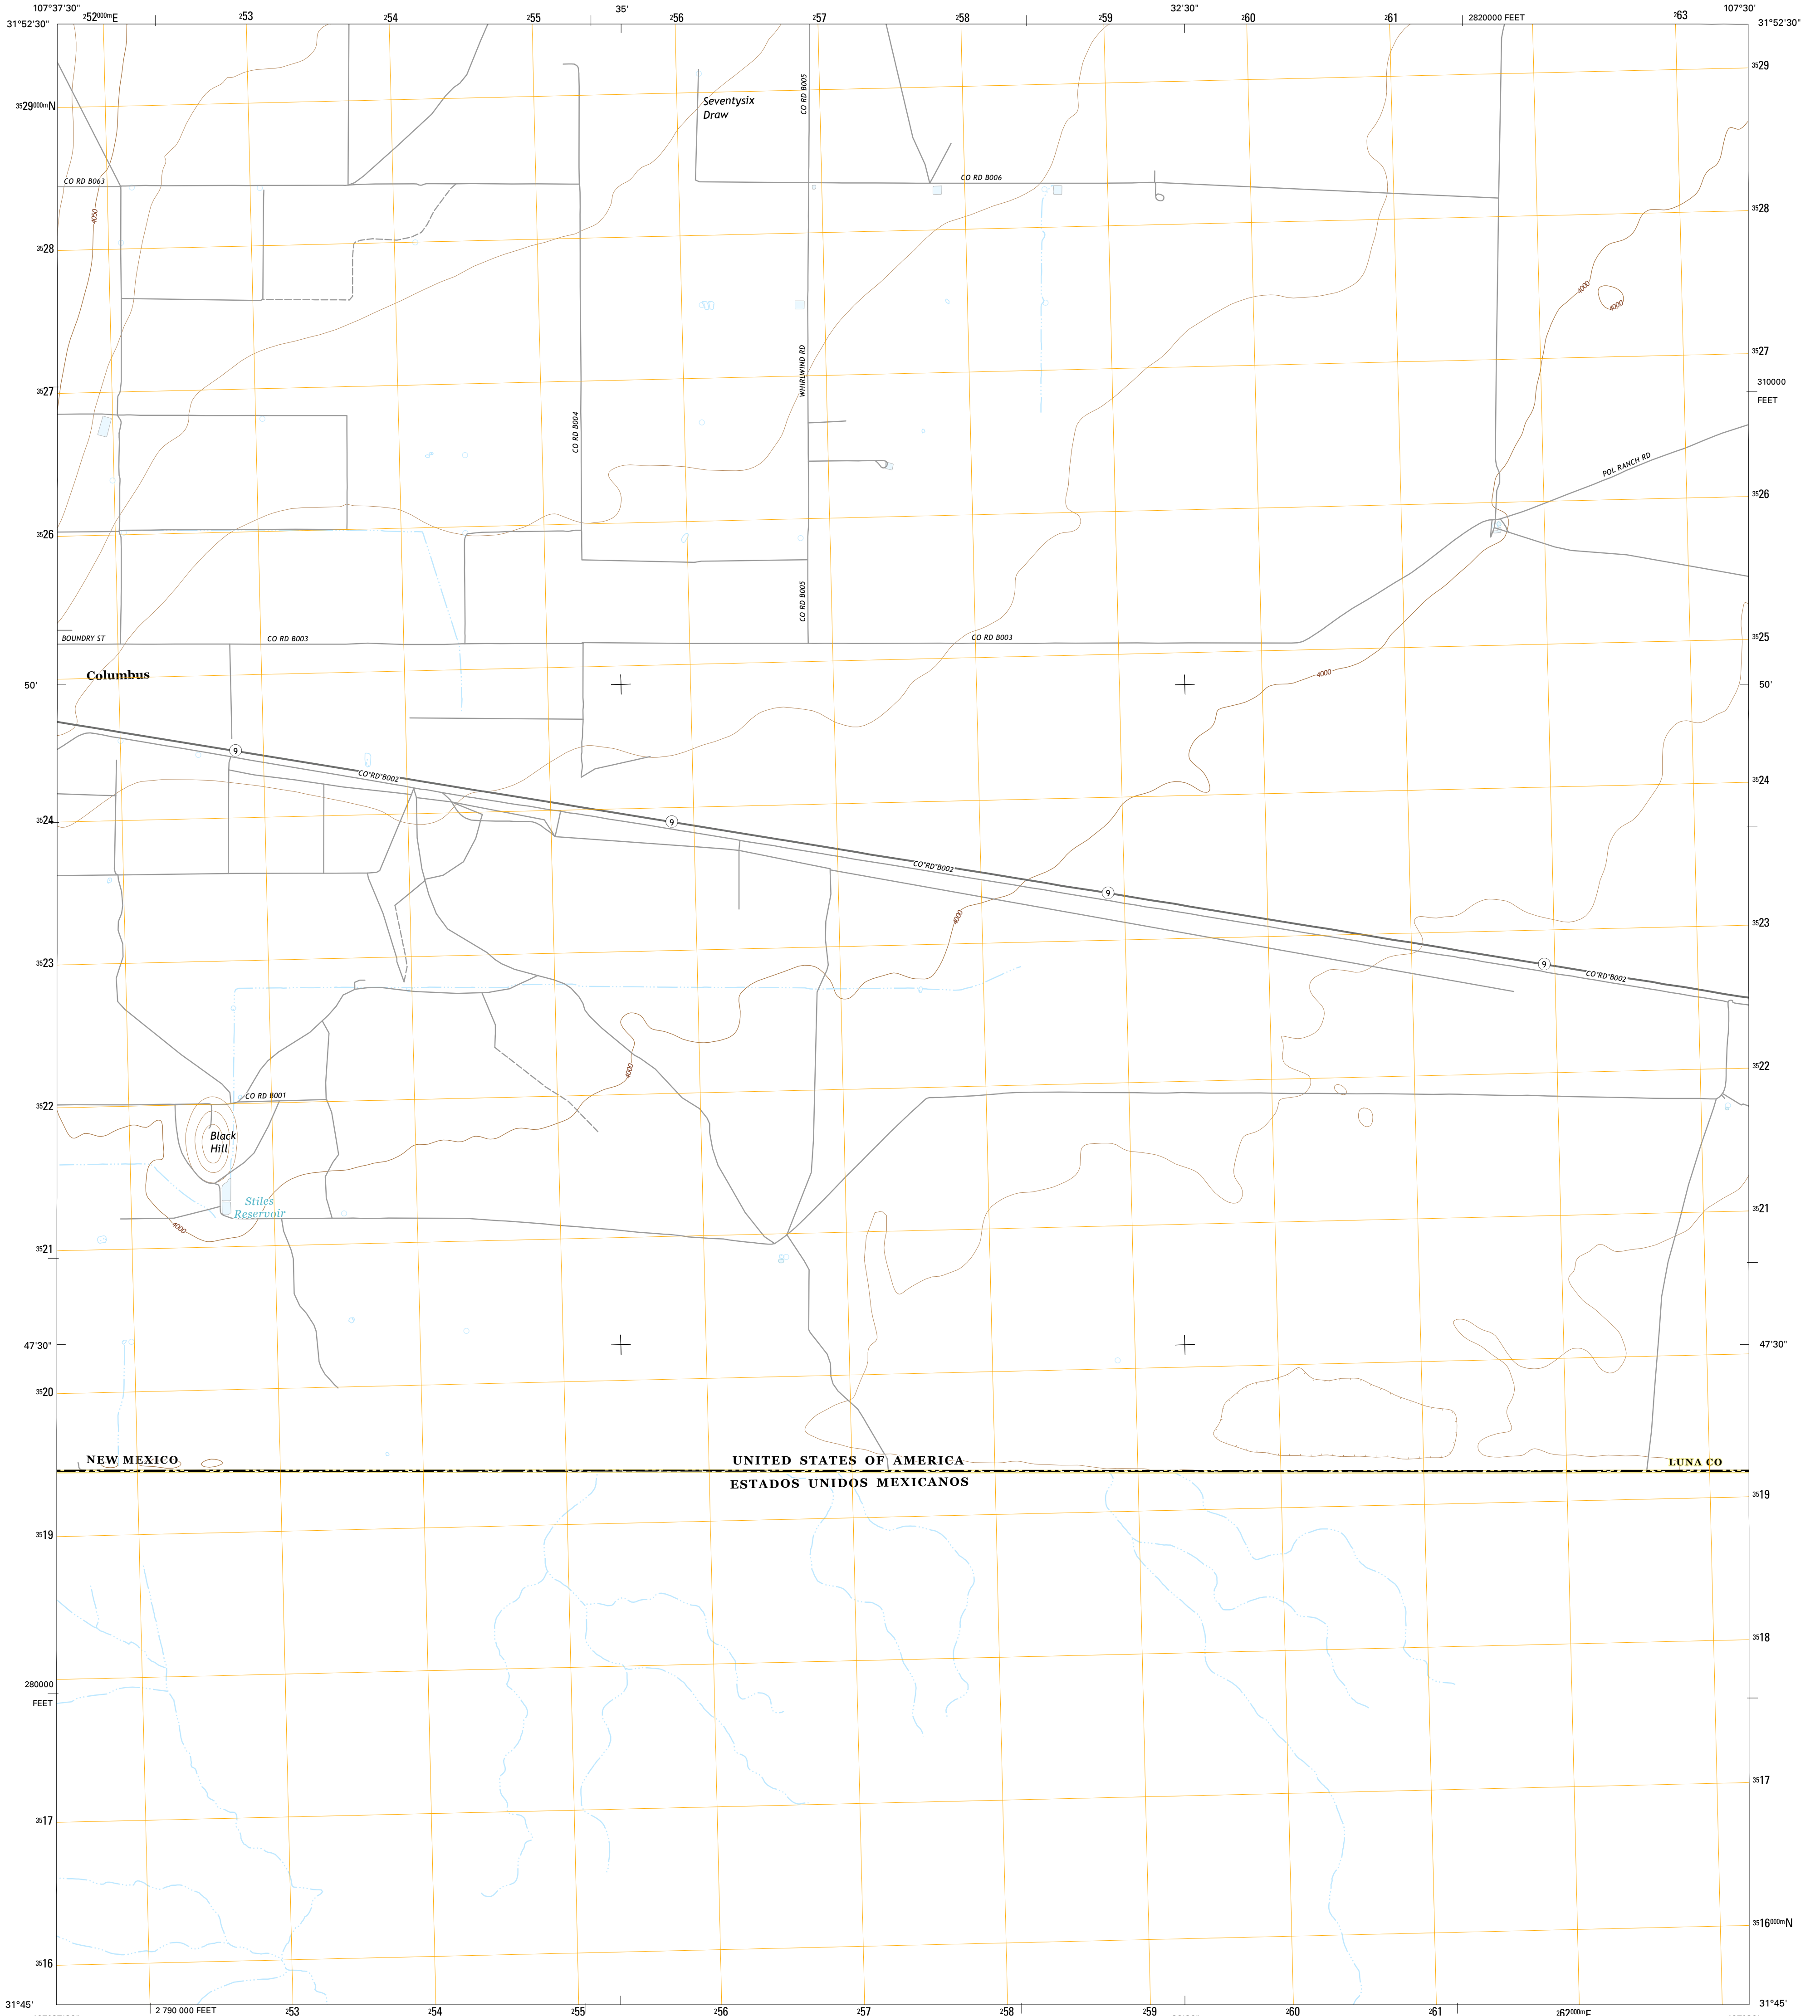 107°37'30"
252000mE
253
254
255
35'
256
257
258
259
32'30"
260
261
2820000 FEET
263
107°30'
31°52'30"
31°52'30"
3529
3529000mN
CO RD B005
Seventysix
Draw
CO RD B063
CO RD B006
4050
3528
3528
4000
4000
3527
WHIRLWIND RD
3527
310000
FEET
CO RD B004
POL RANCH RD
3526
3526
CO RD B005
BOUNDRY ST
CO RD B003
CO RD B003
3525
Columbus
4000
50'
50'
9
CO RD B002
3524
3524
9
CO RD B002
9
4000
3523
3523
9
CO RD B002
4000
3522
CO RD B001
3522
Black
Hill
Stiles
Reservoir
4000
3521
3521
47'30"
47'30"
3520
NEW MEXICO
UNITED STATES OF AMERICA
LUNA CO
ESTADOS UNIDOS MEXICANOS
3519
3519
3518
280000
FEET
3517
3517
3516000mN
3516
31°45'
2 790 000 FEET
253
254
255
256
257
258
259
260
261
262000mE
31°45'